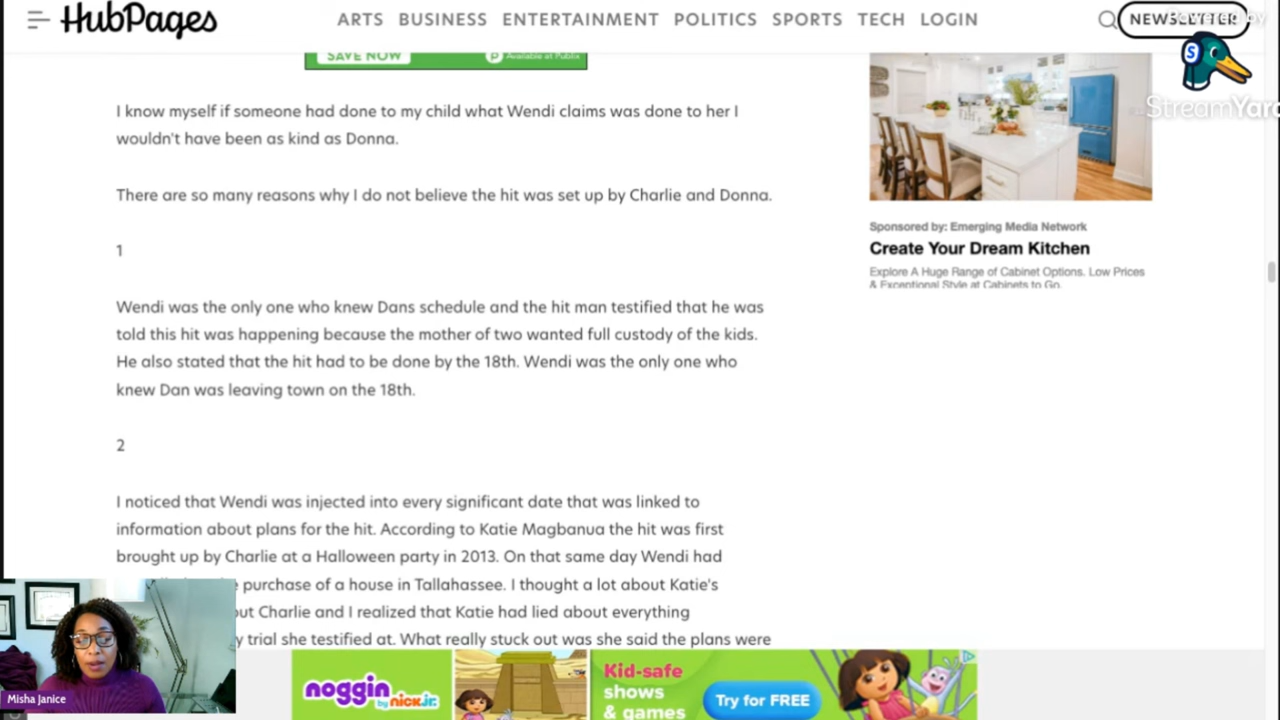 HubPages
ARTS BUSINESS ENTERTAINMENT POLITICS SPORTS TECH LOGIN
NEWSLETTER
Powered by
S
StreamYard
SAVE NOW
P Available at Publix
I know myself if someone had done to my child what Wendi claims was done to her I
wouldn't have been as kind as Donna.
There are so many reasons why I do not believe the hit was set up by Charlie and Donna.
1
Wendi was the only one who knew Dans schedule and the hit man testified that he was
told this hit was happening because the mother of two wanted full custody of the kids.
He also stated that the hit had to be done by the 18th. Wendi was the only one who
knew Dan was leaving town on the 18th.
2
I noticed that Wendi was injected into every significant date that was linked to
information about plans for the hit. According to Katie Magbanua the hit was first
brought up by Charlie at a Halloween party in 2013. On that same day Wendi had
purchase of a house in Tallahassee. I thought a lot about Katie's
out Charlie and I realized that Katie had lied about everything
y trial she testified at. What really stuck out was she said the plans were
Sponsored by: Emerging Media Network
Create Your Dream Kitchen
Explore A Huge Range of Cabinet Options. Low Prices
& Exceptional Style at Cabinets to Go.
Misha Janice
noggin
by nick jr.
Kid-safe
shows
& games
Try for FREE